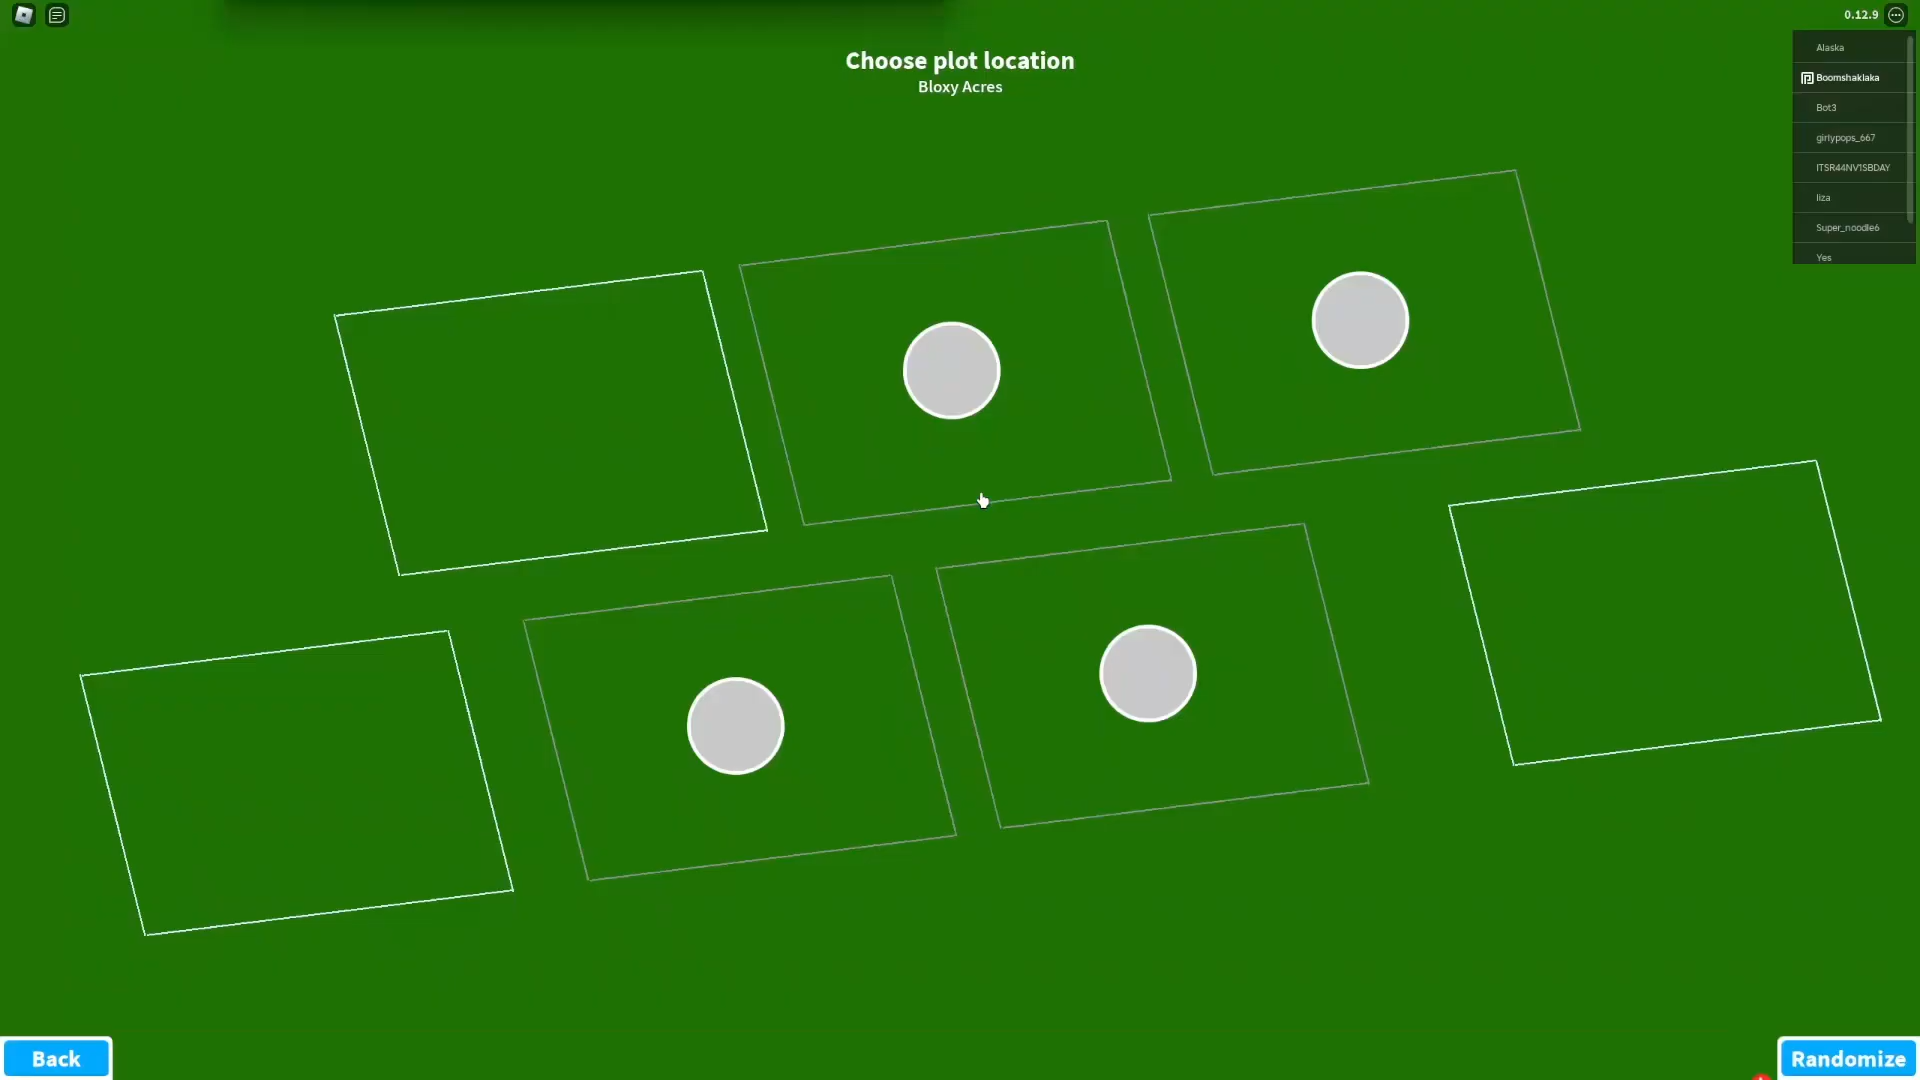 0.12.9
Choose plot location
Bloxy Acres
Alaska
Boomshaklaka
Bot3
girlypops_667
ITSR44NV1SBDAY
liza
Super_noodle6
Yes
Back
Randomize